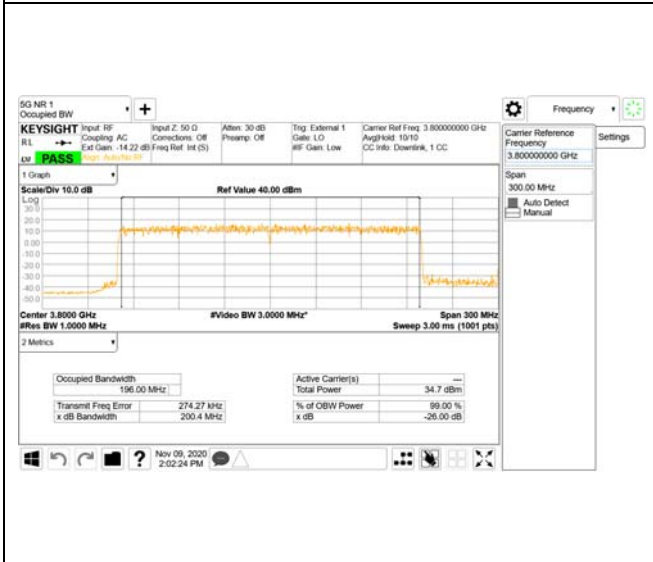 5G NR 1
Occupied BW
+
Frequency
KEYSIGHT Input: RF Input Z: 50 Ω Atten: 30 dB Trig: External 1 Carrier Ref Freq: 3.800000000 GHz
RL Coupling: AC Corrections: Off Preamp: Off Gate: LO Avg|Hold: 10/10
Ext Gain: -14.22 dB Freq Ref: Int (S) #IF Gain: Low CC Info: Downlink, 1 CC
PASS Align: Auto/No RF
Carrier Reference
Frequency
3.800000000 GHz
Settings
Span
300.00 MHz
Auto Detect
Manual
1 Graph
Scale/Div 10.0 dB Ref Value 40.00 dBm
Log
30.0
20.0
10.0
0.00
-10.0
-20.0
-30.0
-40.0
-50.0
Center 3.8000 GHz #Video BW 3.0000 MHz* Span 300 MHz
#Res BW 1.0000 MHz Sweep 3.00 ms (1001 pts)
2 Metrics
Occupied Bandwidth Active Carrier(s) ---
196.00 MHz Total Power 34.7 dBm
Transmit Freq Error 274.27 kHz % of OBW Power 99.00 %
x dB Bandwidth 200.4 MHz x dB -26.00 dB
? Nov 09, 2020
2:02:24 PM